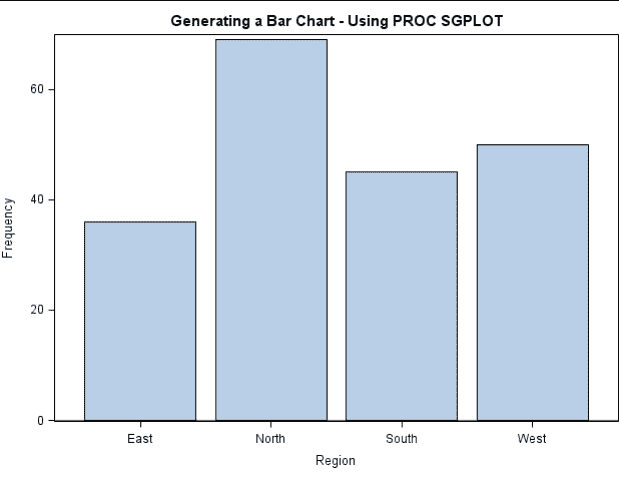 Generating a Bar Chart - Using PROC SGPLOT
60
40
20
0
Frequency
East North South West
Region